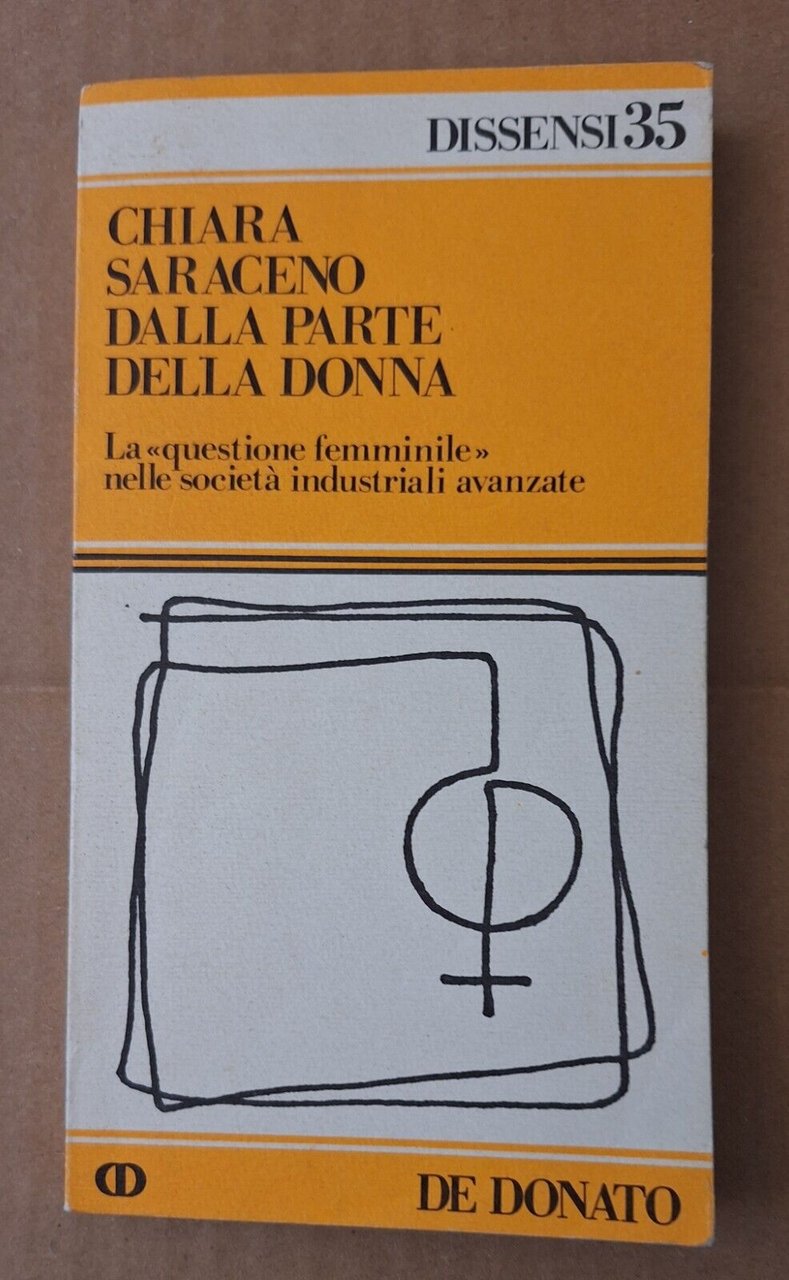 DISSENSI 35
CHIARA
SARACENO
DALLA PARTE
DELLA DONNA
La «questione femminile»
nelle società industriali avanzate
DE DONATO